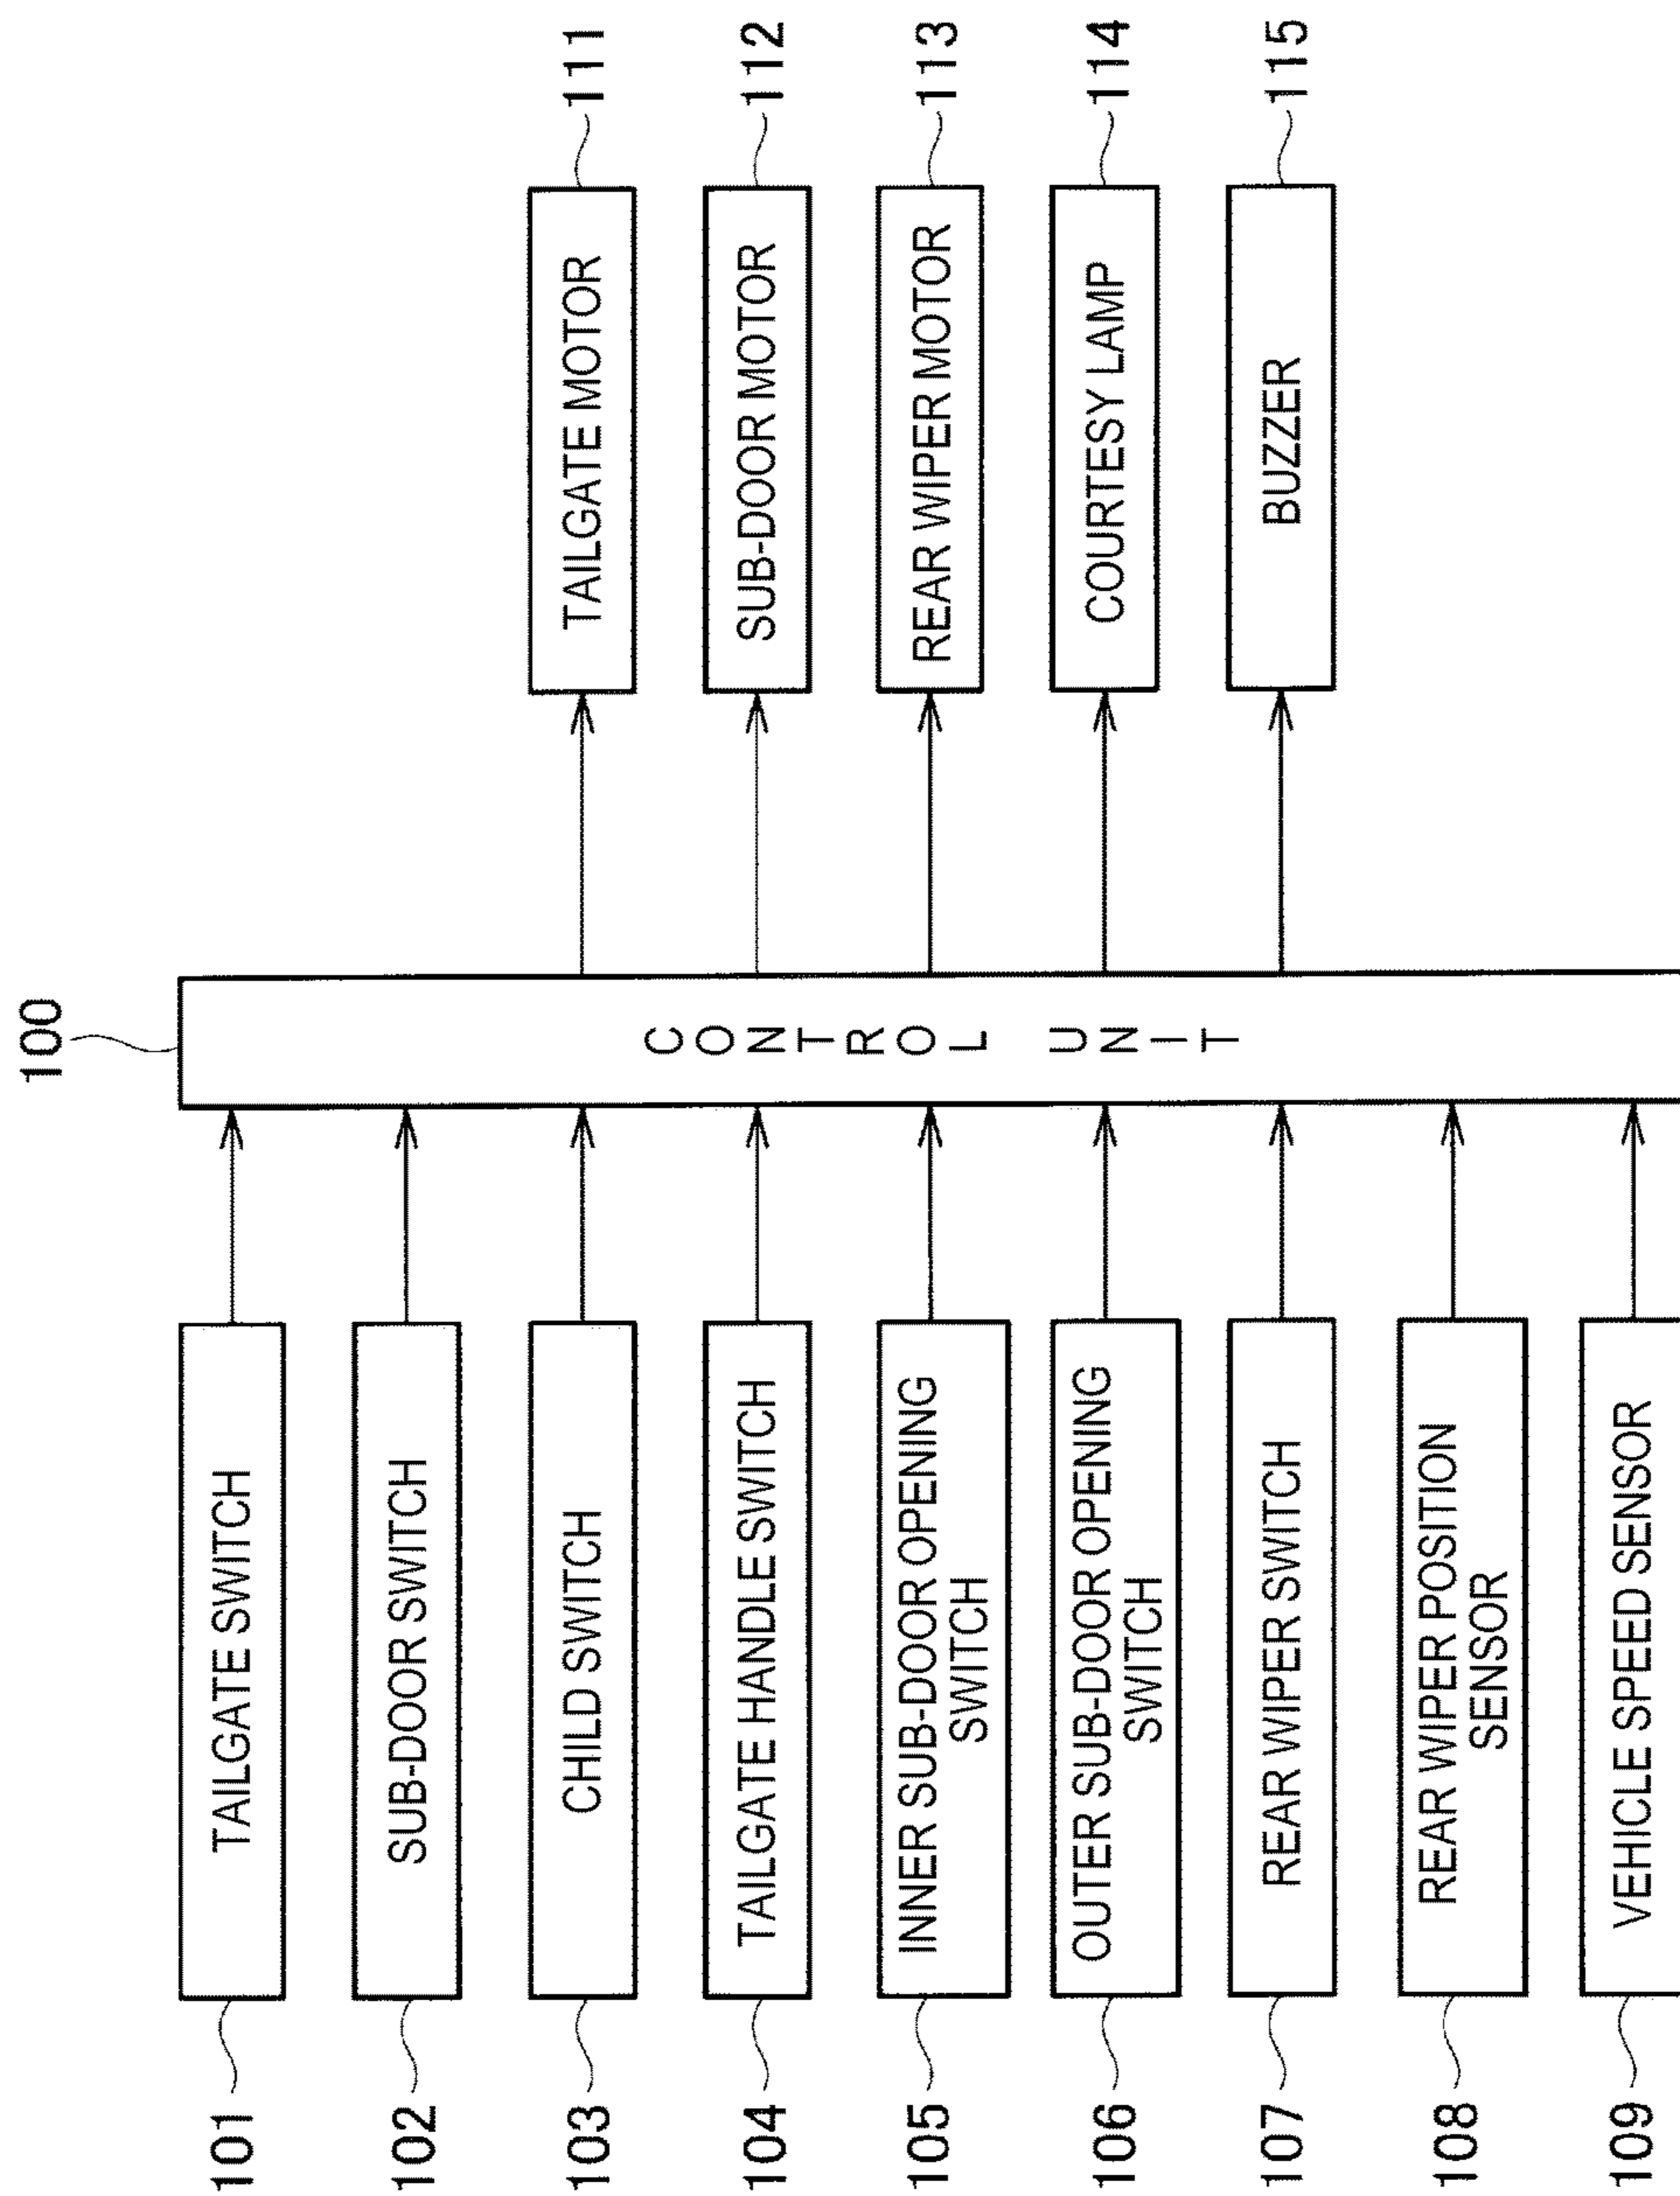 100
CONTROL UNIT
101
TAILGATE SWITCH
102
SUB-DOOR SWITCH
103
CHILD SWITCH
104
TAILGATE HANDLE SWITCH
105
INNER SUB-DOOR OPENING
SWITCH
106
OUTER SUB-DOOR OPENING
SWITCH
107
REAR WIPER SWITCH
108
REAR WIPER POSITION
SENSOR
109
VEHICLE SPEED SENSOR
TAILGATE MOTOR
111
SUB-DOOR MOTOR
112
REAR WIPER MOTOR
113
COURTESY LAMP
114
BUZZER
115